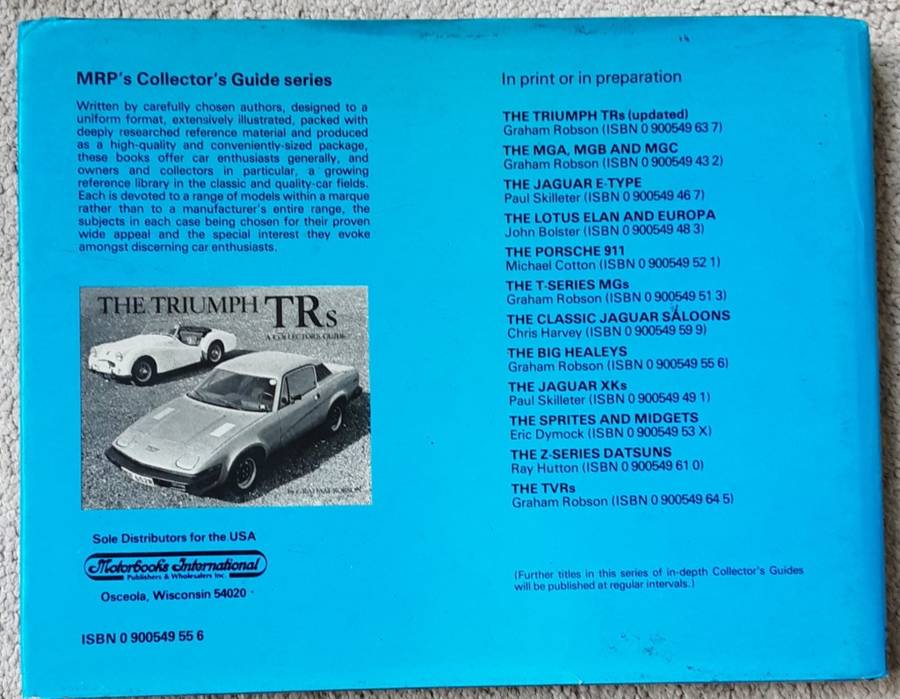 MRP's Collector's Guide series
Written by carefully chosen authors, designed to a
uniform format, extensively illustrated, packed with
deeply researched reference material and produced
as a high-quality and conveniently-sized package,
these books offer car enthusiasts generally, and
owners and collectors in particular, a growing
reference library in the classic and quality-car fields.
Each is devoted to a range of models within a marque
rather than to a manufacturer's entire range, the
subjects in each case being chosen for their proven
wide appeal and the special interest they evoke
amongst discerning car enthusiasts.
THE TRIUMPH TRs
A COLLECTOR'S GUIDE
by GRAHAM ROBSON
Sole Distributors for the USA
Motorbooks International
Publishers & Wholesalers Inc.
Osceola, Wisconsin 54020
ISBN 0 900549 55 6
In print or in preparation
THE TRIUMPH TRs (updated)
Graham Robson (ISBN 0 900549 63 7)
THE MGA, MGB AND MGC
Graham Robson (ISBN 0 900549 43 2)
THE JAGUAR E-TYPE
Paul Skilleter (ISBN 0 900549 46 7)
THE LOTUS ELAN AND EUROPA
John Bolster (ISBN 0 900549 48 3)
THE PORSCHE 911
Michael Cotton (ISBN 0 900549 52 1)
THE T-SERIES MGs
Graham Robson (ISBN 0 900549 51 3)
THE CLASSIC JAGUAR SALOONS
Chris Harvey (ISBN 0 900549 59 9)
THE BIG HEALEYS
Graham Robson (ISBN 0 900549 55 6)
THE JAGUAR XKs
Paul Skilleter (ISBN 0 900549 49 1)
THE SPRITES AND MIDGETS
Eric Dymock (ISBN 0 900549 53 X)
THE Z-SERIES DATSUNS
Ray Hutton (ISBN 0 900549 61 0)
THE TVRs
Graham Robson (ISBN 0 900549 64 5)
(Further titles in this series of in-depth Collector's Guides
will be published at regular intervals.)